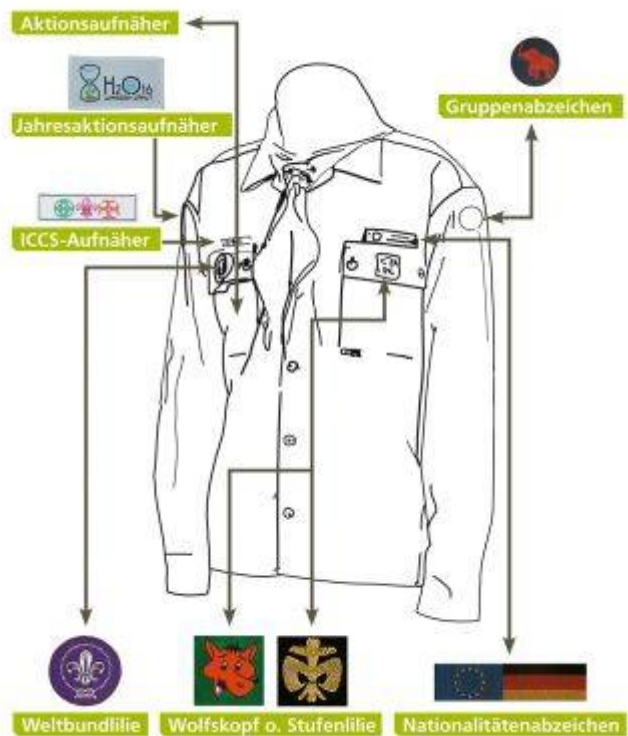 Aktionsaufnäher
H2O16
Jahresaktionsaufnäher
Gruppenabzeichen
ICCS-Aufnäher
Weltbundlilie
Wolfskopf o. Stufenlilie
Nationalitätenabzeichen